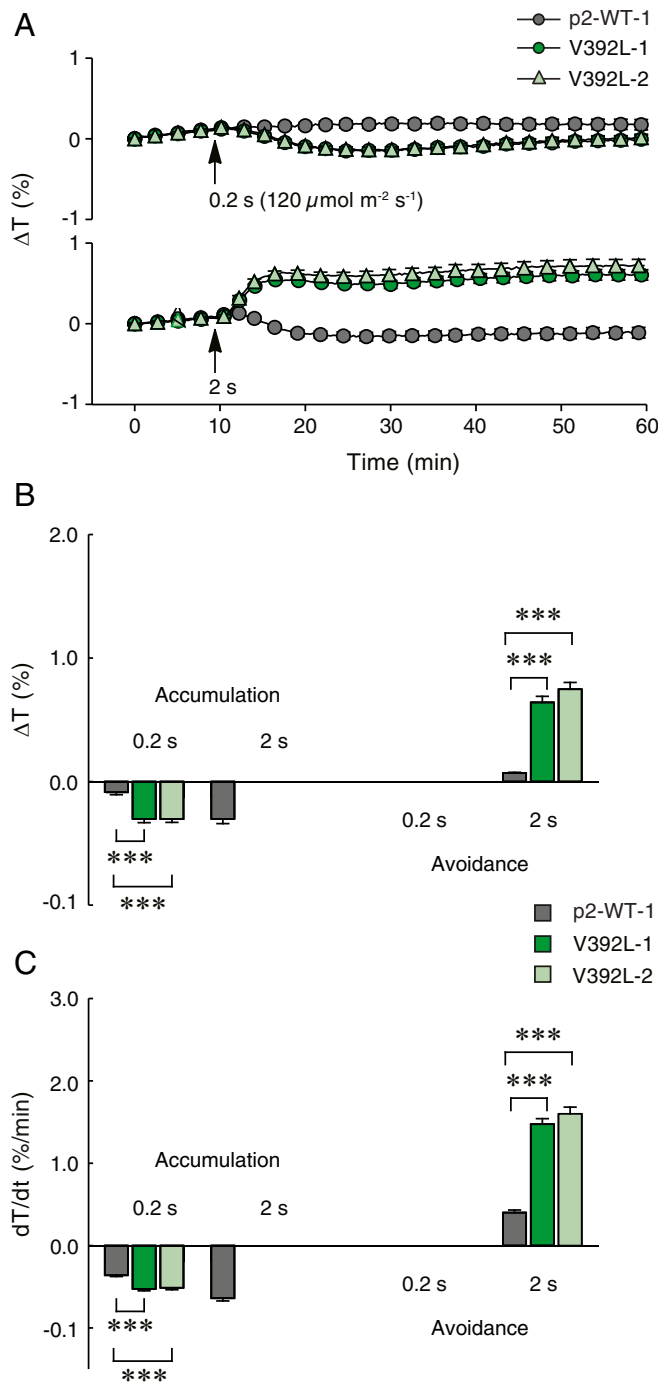 A
p2-WT-1
V392L-1
V392L-2
1
0
-1
0.2 s (120 µmol m⁻² s⁻¹)
ΔT (%)
1
0
-1
2 s
0 10 20 30 40 50 60
Time (min)
B
2.0
1.0
0.0
-0.1
ΔT (%)
Accumulation
0.2 s 2 s
*** 
***
***
***
0.2 s 2 s
Avoidance
p2-WT-1
V392L-1
V392L-2
C
3.0
2.0
1.0
0.0
-0.1
dT/dt (%/min)
Accumulation
0.2 s 2 s
***
***
***
***
0.2 s 2 s
Avoidance